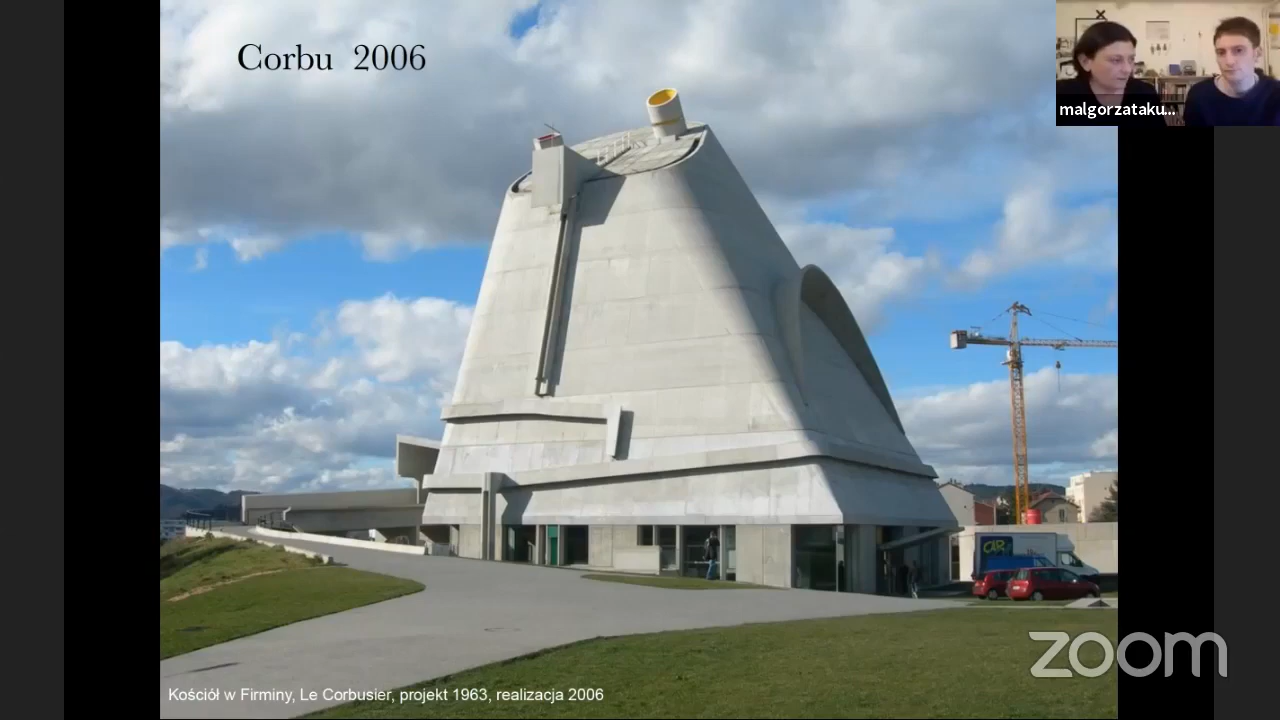 Corbu 2006
malgorzataku...
zoom
Kościół w Firminy, Le Corbusier, projekt 1963, realizacja 2006